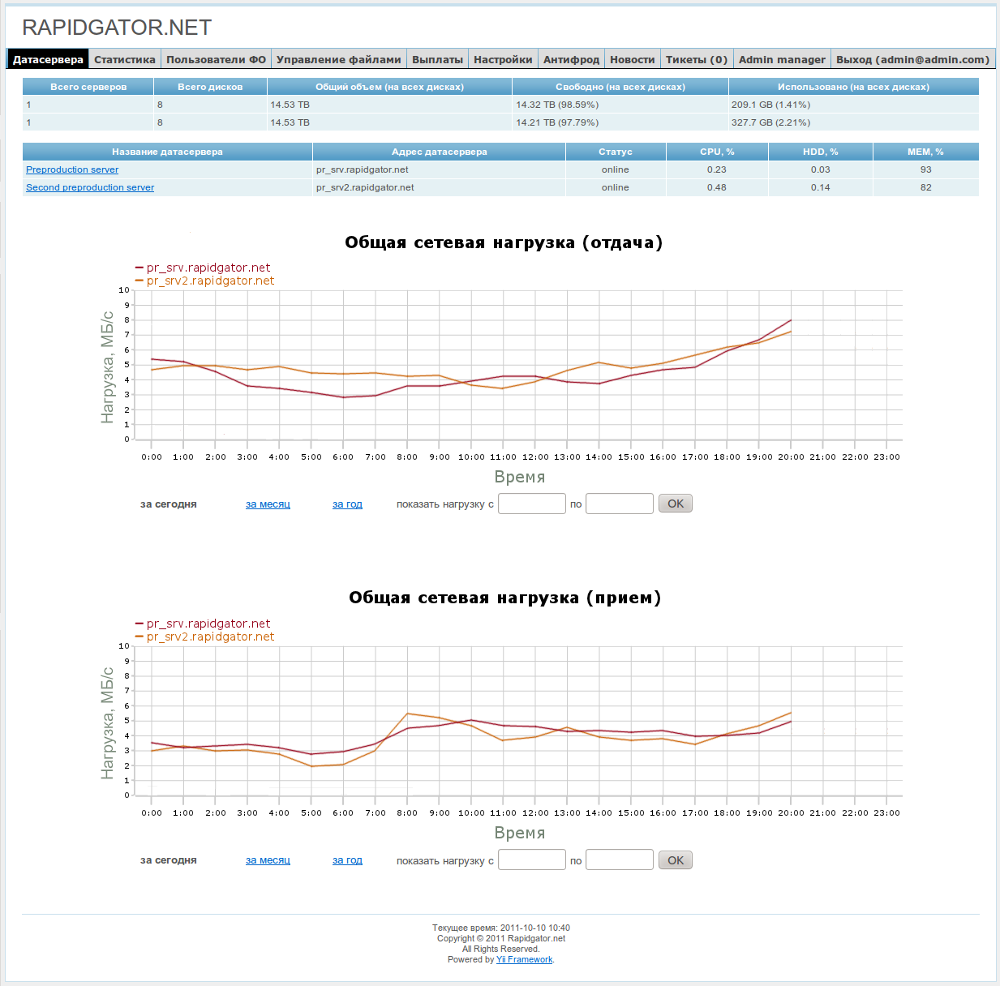 RAPIDGATOR.NET
Датасервера Статистика Пользователи ФО Управление файлами Выплаты Настройки Антифрод Новости Тикеты (0) Admin manager Выход (admin@admin.com)
Всего серверов Всего дисков Общий объем (на всех дисках) Свободно (на всех дисках) Использовано (на всех дисках)
1 8 14.53 TB 14.32 TB (98.59%) 209.1 GB (1.41%)
1 8 14.53 TB 14.21 TB (97.79%) 327.7 GB (2.21%)
Название датасервера Адрес датасервера Статус CPU, % HDD, % MEM, %
Preproduction server pr_srv.rapidgator.net online 0.23 0.03 93
Second preproduction server pr_srv2.rapidgator.net online 0.48 0.14 82
Общая сетевая нагрузка (отдача)
pr_srv.rapidgator.net
pr_srv2.rapidgator.net
10
9
8
7
6
5
4
3
2
1
0
Нагрузка, МБ/с
0:00 1:00 2:00 3:00 4:00 5:00 6:00 7:00 8:00 9:00 10:00 11:00 12:00 13:00 14:00 15:00 16:00 17:00 18:00 19:00 20:00 21:00 22:00 23:00
Время
за сегодня за месяц за год показать нагрузку с по OK
Общая сетевая нагрузка (прием)
pr_srv.rapidgator.net
pr_srv2.rapidgator.net
10
9
8
7
6
5
4
3
2
1
0
Нагрузка, МБ/с
0:00 1:00 2:00 3:00 4:00 5:00 6:00 7:00 8:00 9:00 10:00 11:00 12:00 13:00 14:00 15:00 16:00 17:00 18:00 19:00 20:00 21:00 22:00 23:00
Время
за сегодня за месяц за год показать нагрузку с по OK
Текущее время: 2011-10-10 10:40
Copyright © 2011 Rapidgator.net
All Rights Reserved.
Powered by Yii Framework.